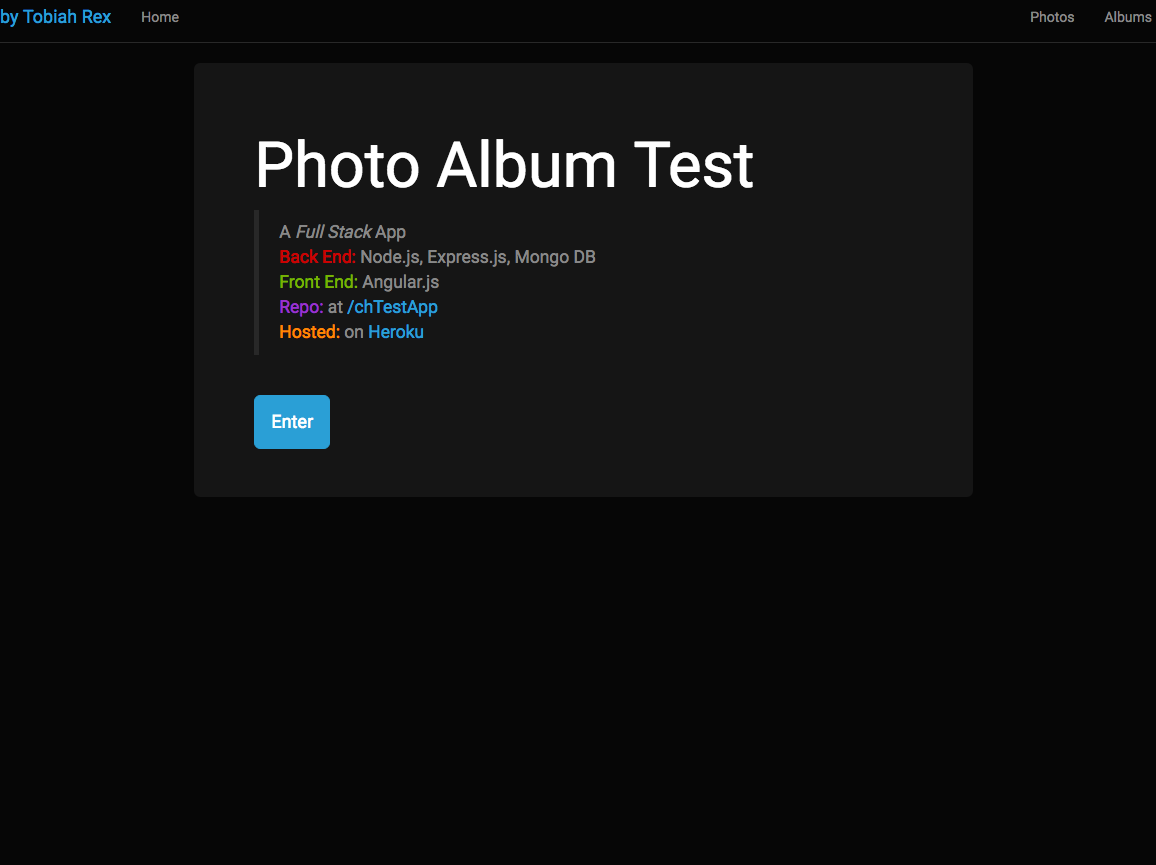 by Tobiah Rex Home Photos Albums
Photo Album Test
A Full Stack App
Back End: Node.js, Express.js, Mongo DB
Front End: Angular.js
Repo: at /chTestApp
Hosted: on Heroku
Enter